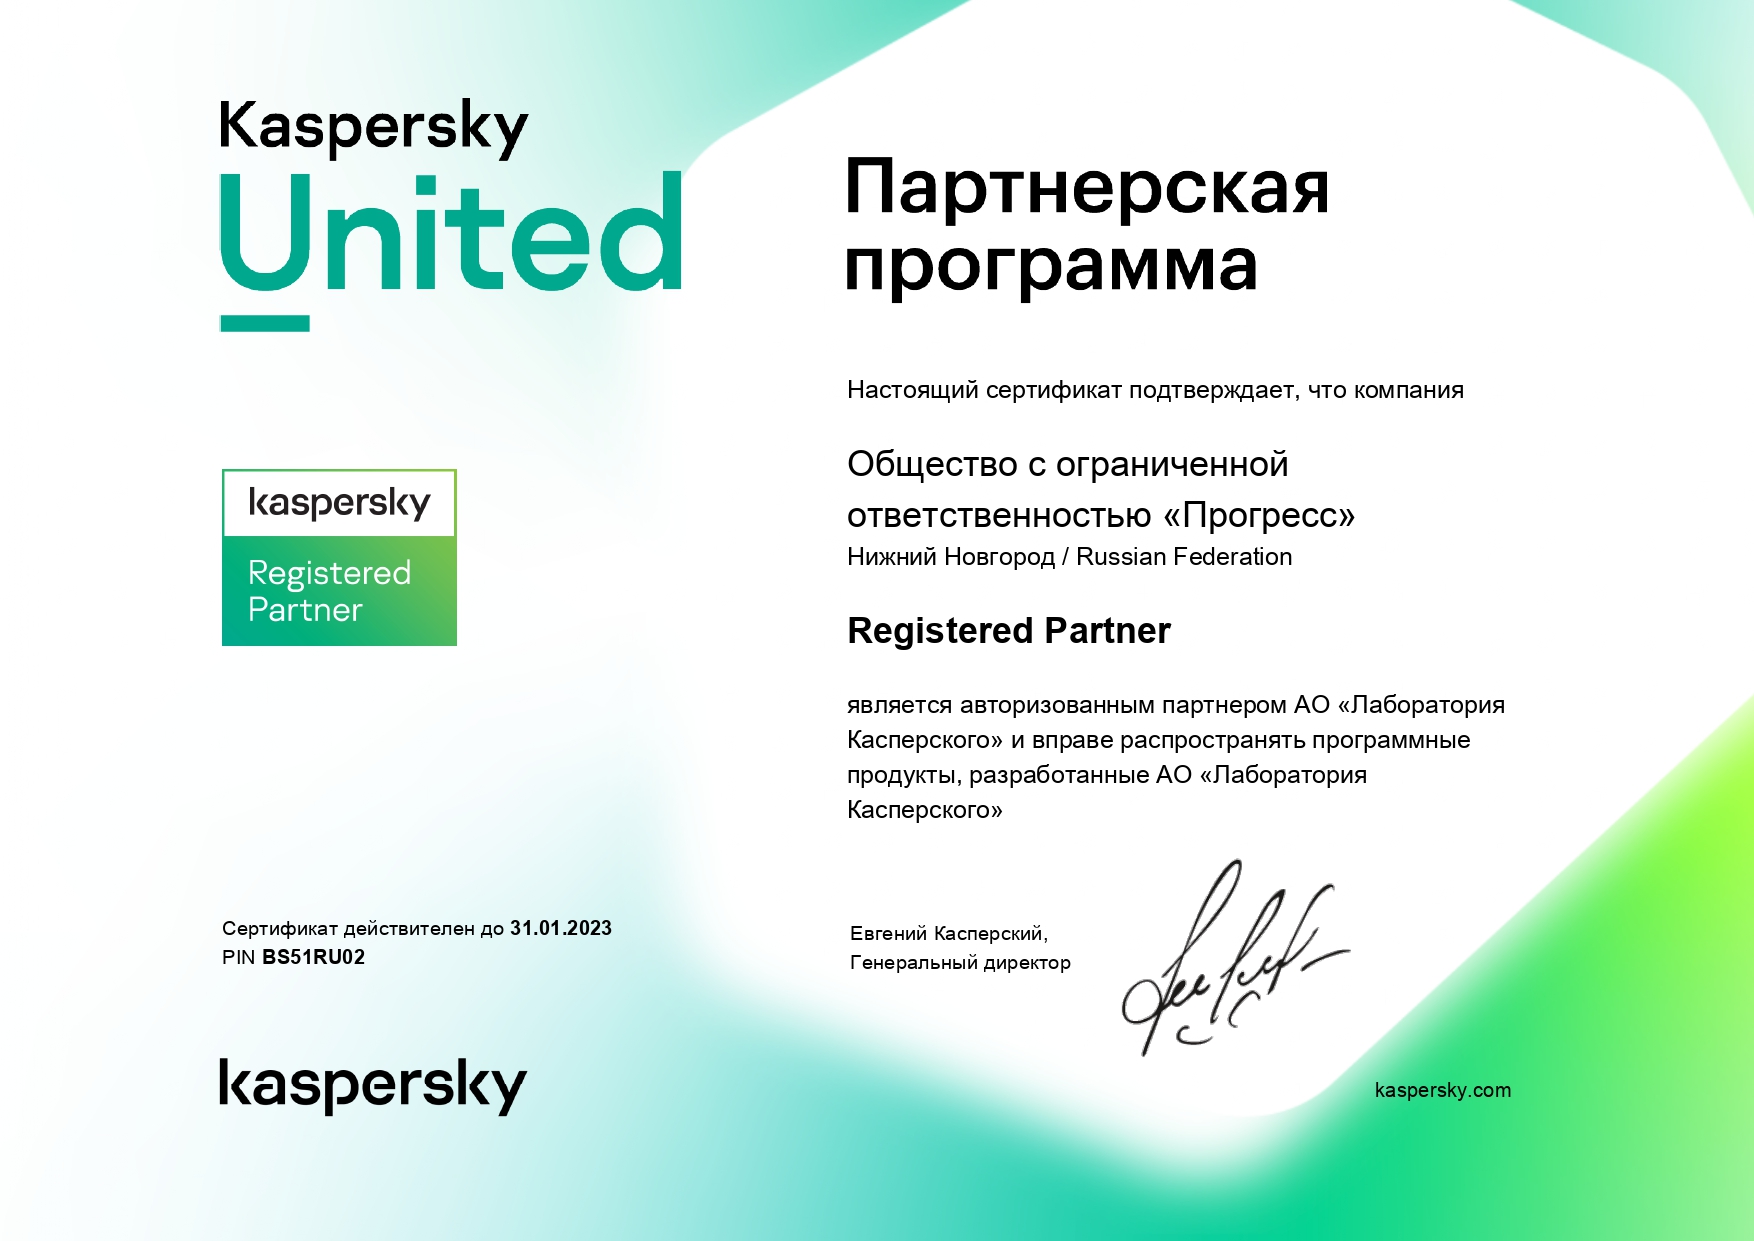 Kaspersky
United
Партнерская
программа
Настоящий сертификат подтверждает, что компания
Общество с ограниченной
ответственностью «Прогресс»
Нижний Новгород / Russian Federation
kaspersky
Registered
Partner
Registered Partner
является авторизованным партнером АО «Лаборатория
Касперского» и вправе распространять программные
продукты, разработанные АО «Лаборатория
Касперского»
Сертификат действителен до 31.01.2023
PIN BS51RU02
Евгений Касперский,
Генеральный директор
kaspersky
kaspersky.com